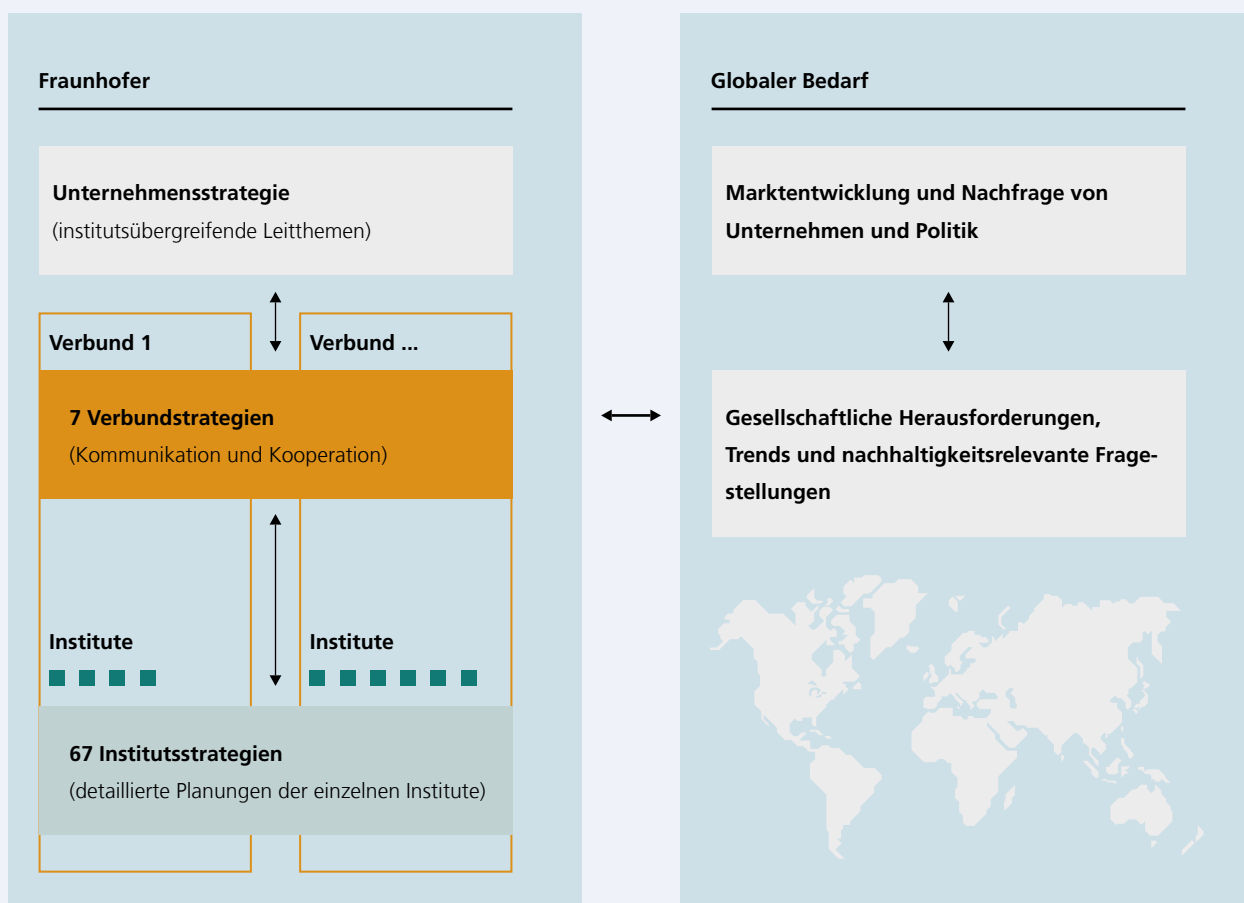 Fraunhofer
Unternehmensstrategie
(institutsübergreifende Leitthemen)
Verbund 1
Verbund ...
7 Verbundstrategien
(Kommunikation und Kooperation)
Institute
Institute
67 Institutsstrategien
(detaillierte Planungen der einzelnen Institute)
Globaler Bedarf
Marktentwicklung und Nachfrage von
Unternehmen und Politik
Gesellschaftliche Herausforderungen,
Trends und nachhaltigkeitsrelevante Frage-
stellungen